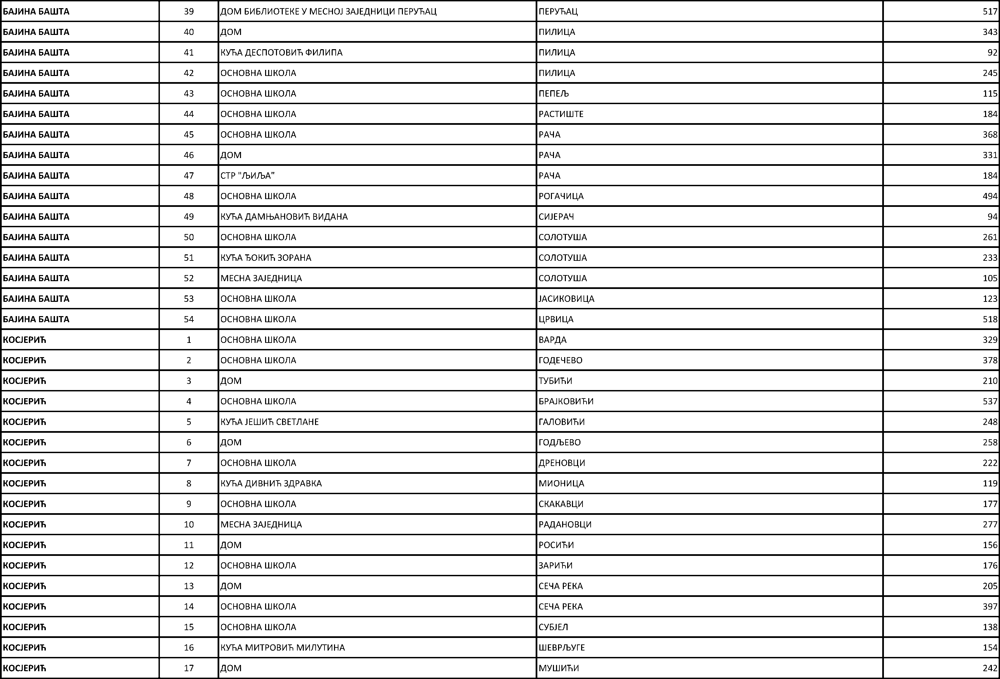 БАЈИНА БАШТА 39 ДОМ БИБЛИОТЕКЕ У МЕСНОЈ ЗАЈЕДНИЦИ ПЕРУЋАЦ ПЕРУЋАЦ 517
БАЈИНА БАШТА 40 ДОМ ПИЛИЦА 343
БАЈИНА БАШТА 41 КУЋА ДЕСПОТОВИЋ ФИЛИПА ПИЛИЦА 92
БАЈИНА БАШТА 42 ОСНОВНА ШКОЛА ПИЛИЦА 245
БАЈИНА БАШТА 43 ОСНОВНА ШКОЛА ПЕПЕЉ 115
БАЈИНА БАШТА 44 ОСНОВНА ШКОЛА РАСТИШТЕ 184
БАЈИНА БАШТА 45 ОСНОВНА ШКОЛА РАЧА 368
БАЈИНА БАШТА 46 ДОМ РАЧА 331
БАЈИНА БАШТА 47 СТР "ЉИЉА" РАЧА 184
БАЈИНА БАШТА 48 ОСНОВНА ШКОЛА РОГАЧИЦА 494
БАЈИНА БАШТА 49 КУЋА ДАМЊАНОВИЋ ВИДАНА СИЈЕРАЧ 94
БАЈИНА БАШТА 50 ОСНОВНА ШКОЛА СОЛОТУША 261
БАЈИНА БАШТА 51 КУЋА ЂОКИЋ ЗОРАНА СОЛОТУША 233
БАЈИНА БАШТА 52 МЕСНА ЗАЈЕДНИЦА СОЛОТУША 105
БАЈИНА БАШТА 53 ОСНОВНА ШКОЛА ЈАСИКОВИЦА 123
БАЈИНА БАШТА 54 ОСНОВНА ШКОЛА ЦРВИЦА 518
КОСЈЕРИЋ 1 ОСНОВНА ШКОЛА ВАРДА 329
КОСЈЕРИЋ 2 ОСНОВНА ШКОЛА ГОДЕЧЕВО 378
КОСЈЕРИЋ 3 ДОМ ТУБИЋИ 210
КОСЈЕРИЋ 4 ОСНОВНА ШКОЛА БРАЈКОВИЋИ 537
КОСЈЕРИЋ 5 КУЋА ЈЕШИЋ СВЕТЛАНЕ ГАЛОВИЋИ 248
КОСЈЕРИЋ 6 ДОМ ГОДЉЕВО 258
КОСЈЕРИЋ 7 ОСНОВНА ШКОЛА ДРЕНОВЦИ 222
КОСЈЕРИЋ 8 КУЋА ДИВНИЋ ЗДРАВКА МИОНИЦА 119
КОСЈЕРИЋ 9 ОСНОВНА ШКОЛА СКАКАВЦИ 177
КОСЈЕРИЋ 10 МЕСНА ЗАЈЕДНИЦА РАДАНОВЦИ 277
КОСЈЕРИЋ 11 ДОМ РОСИЋИ 156
КОСЈЕРИЋ 12 ОСНОВНА ШКОЛА ЗАРИЋИ 176
КОСЈЕРИЋ 13 ДОМ СЕЧА РЕКА 205
КОСЈЕРИЋ 14 ОСНОВНА ШКОЛА СЕЧА РЕКА 397
КОСЈЕРИЋ 15 ОСНОВНА ШКОЛА СУБЈЕЛ 138
КОСЈЕРИЋ 16 КУЋА МИТРОВИЋ МИЛУТИНА ШЕВРЉУГЕ 154
КОСЈЕРИЋ 17 ДОМ МУШИЋИ 242